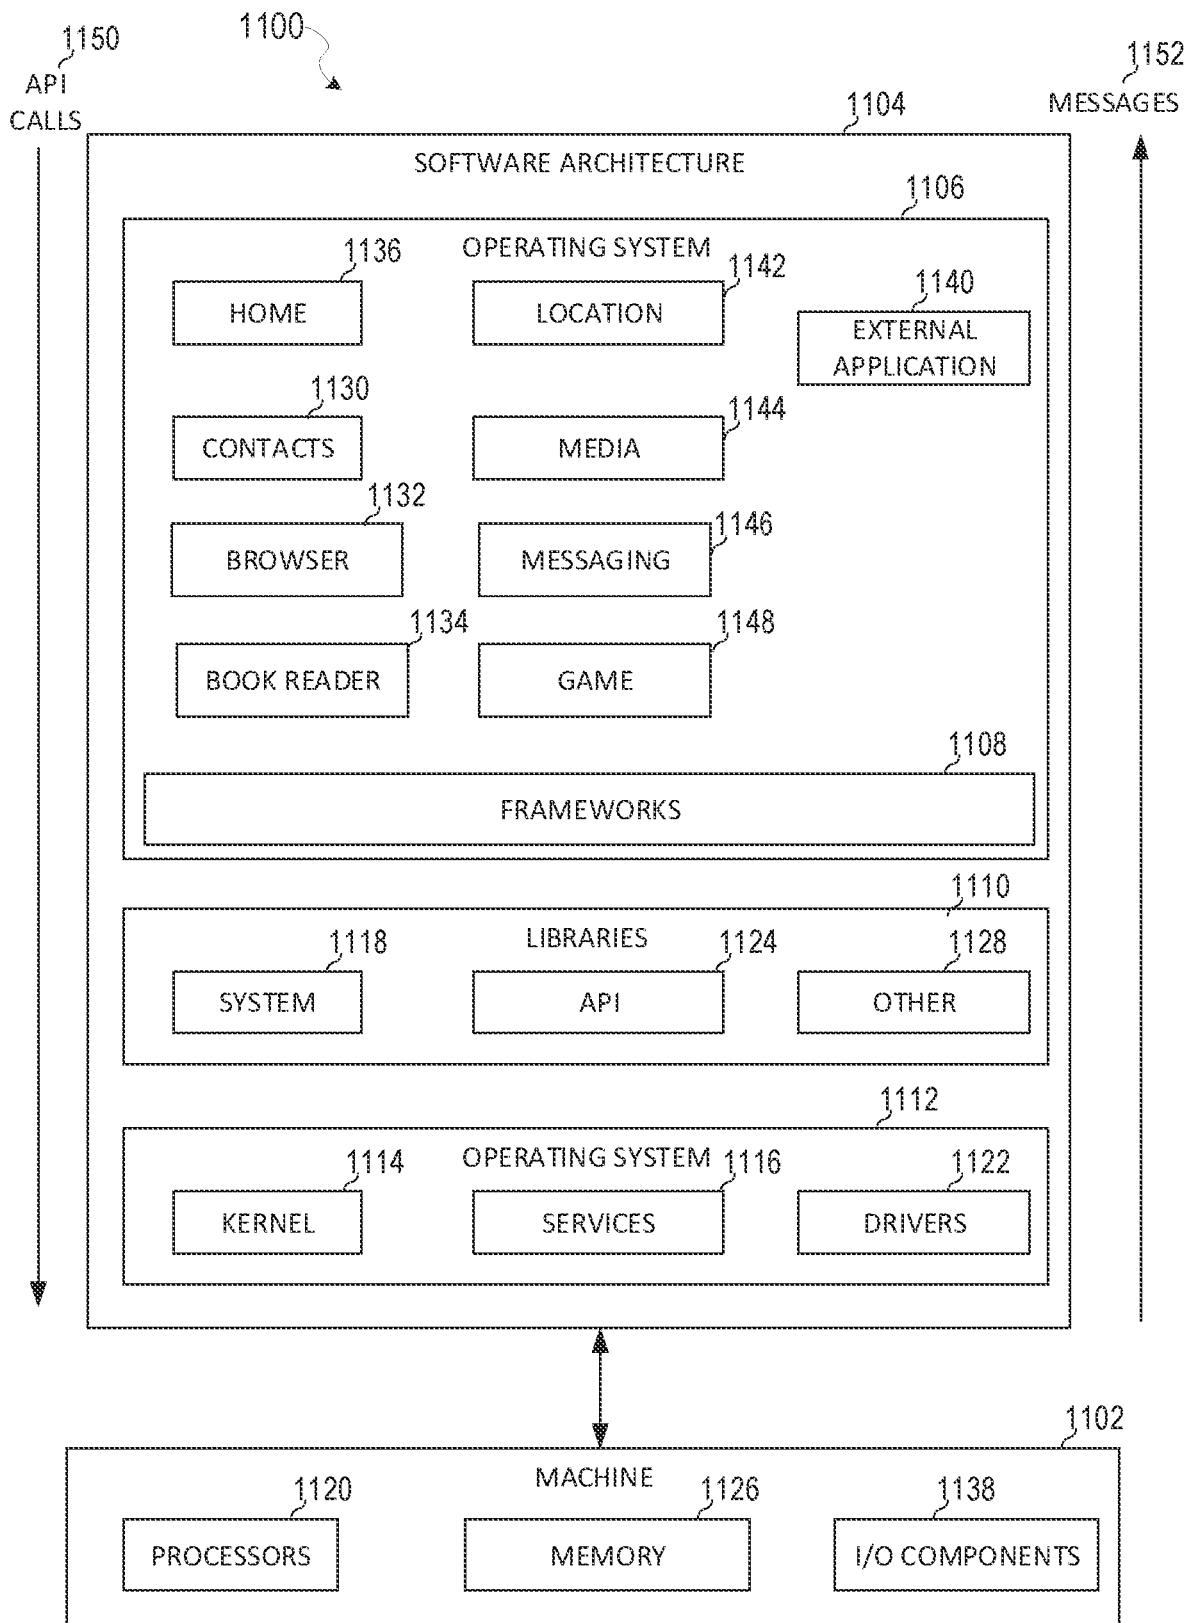 1150
API
CALLS
1100
1152
MESSAGES
1104
SOFTWARE ARCHITECTURE
1106
OPERATING SYSTEM
1136
HOME
1142
LOCATION
1140
EXTERNAL
APPLICATION
1130
CONTACTS
1144
MEDIA
1132
BROWSER
1146
MESSAGING
1134
BOOK READER
1148
GAME
1108
FRAMEWORKS
1110
LIBRARIES
1118
SYSTEM
1124
API
1128
OTHER
1112
OPERATING SYSTEM
1114
KERNEL
1116
SERVICES
1122
DRIVERS
1102
MACHINE
1120
PROCESSORS
1126
MEMORY
1138
I/O COMPONENTS